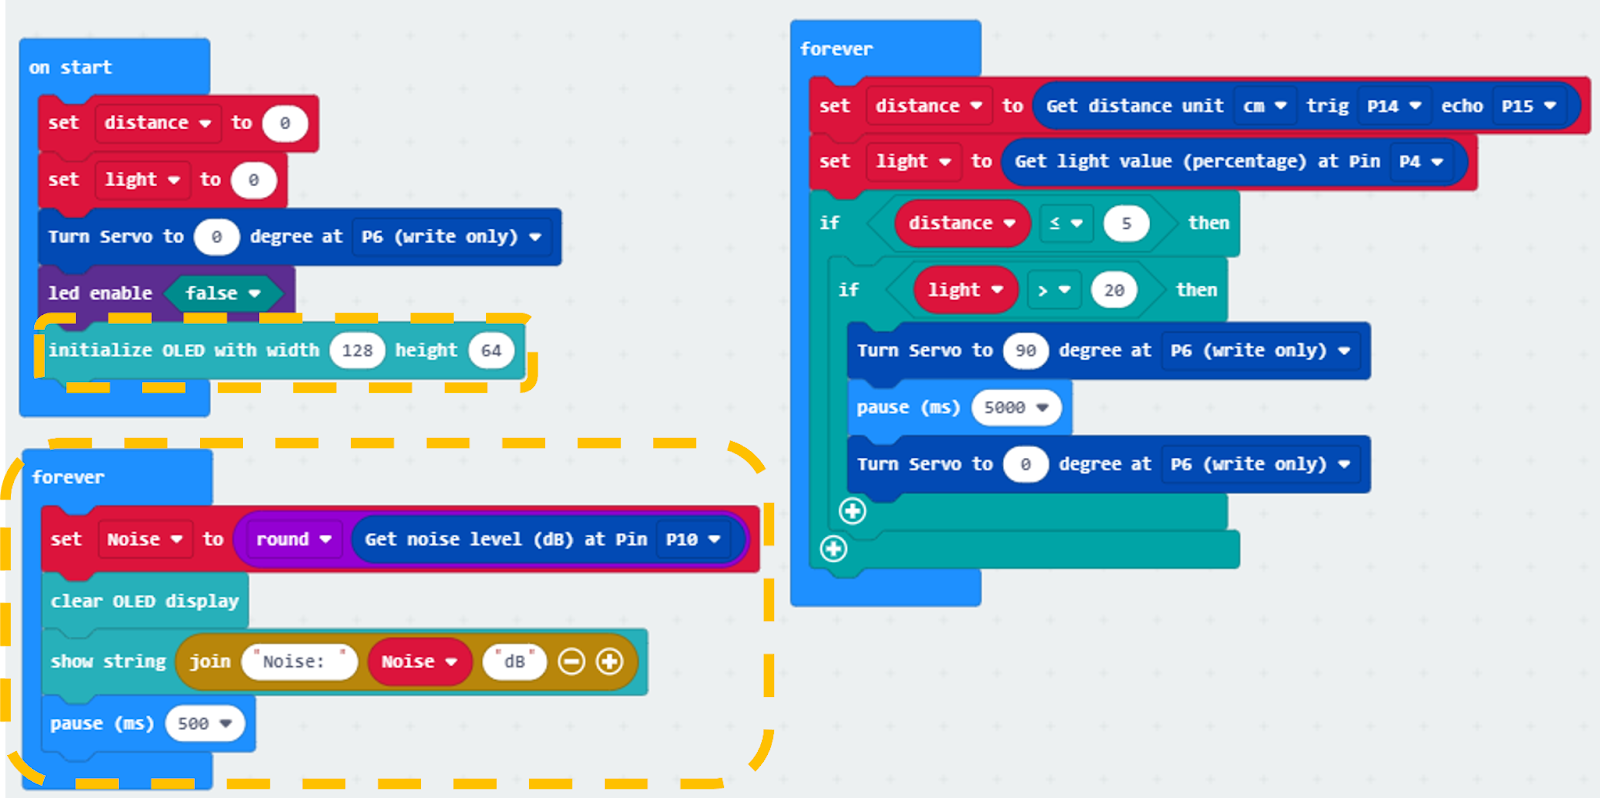 on start
set distance to 0
set light to 0
Turn Servo to 0 degree at P6 (write only)
led enable false
initialize OLED with width 128 height 64
forever
set Noise to round Get noise level (dB) at Pin P10
clear OLED display
show string join "Noise: " Noise "dB"
pause (ms) 500
forever
set distance to Get distance unit cm trig P14 echo P15
set light to Get light value (percentage) at Pin P4
if distance ≤ 5 then
if light > 20 then
Turn Servo to 90 degree at P6 (write only)
pause (ms) 5000
Turn Servo to 0 degree at P6 (write only)